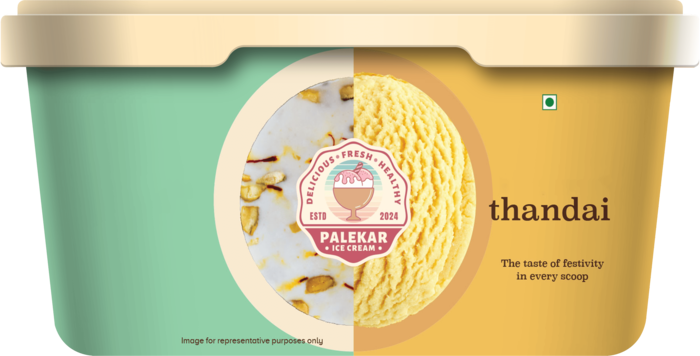 DELICIOUS • FRESH • HEALTHY
ESTD 2024
PALEKAR
• ICE CREAM •
thandai
The taste of festivity
in every scoop
Image for representative purposes only